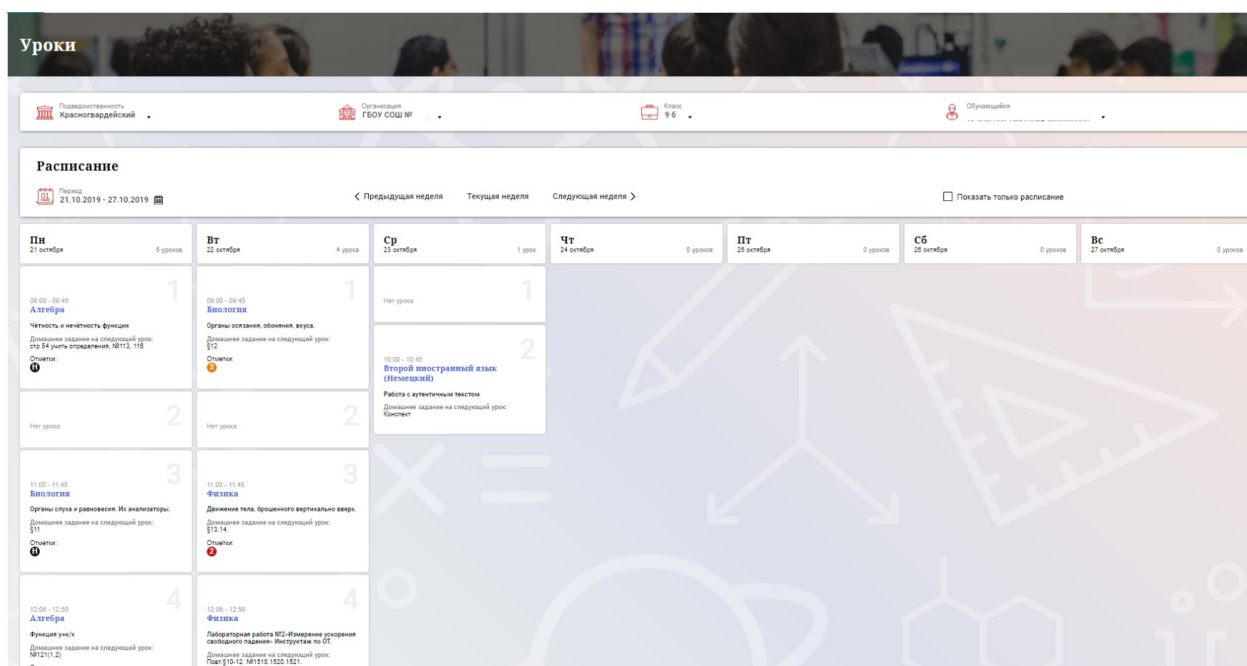 Уроки
Подведомственность
Красногвардейский
Организация
ГБОУ СОШ №
Класс
9 б
Обучающийся
Расписание
Период
21.10.2019 - 27.10.2019
Предыдущая неделя
Текущая неделя
Следующая неделя
Показать только расписание
Пн
21 октября
5 уроков
Вт
22 октября
4 урока
Ср
23 октября
1 урок
Чт
24 октября
0 уроков
Пт
25 октября
0 уроков
Сб
26 октября
0 уроков
Вс
27 октября
0 уроков
1
09:00 - 09:45
Алгебра
Чётность и нечётность функции
Домашнее задание на следующий урок:
стр 54 учить определения, №113, 116
Отметки:
Н
2
Нет урока
3
11:00 - 11:45
Биология
Органы слуха и равновесия. Их анализаторы.
Домашнее задание на следующий урок:
§11
Отметки:
Н
4
12:05 - 12:50
Алгебра
Функция y=к/х
Домашнее задание на следующий урок:
№121(1,2)
1
09:00 - 09:45
Биология
Органы осязания, обоняния, вкуса.
Домашнее задание на следующий урок:
§12
Отметки:
3
2
Нет урока
3
11:00 - 11:45
Физика
Движение тела, брошенного вертикально вверх.
Домашнее задание на следующий урок:
§13,14.
Отметки:
2
4
12:05 - 12:50
Физика
Лабораторная работа №2«Измерение ускорения
свободного падения» Инструктаж по ОТ.
Домашнее задание на следующий урок:
Повт §10-12. №1518.1520.1521.
1
Нет урока
2
10:00 - 10:45
Второй иностранный язык
(Немецкий)
Работа с аутентичным текстом
Домашнее задание на следующий урок:
Конспект